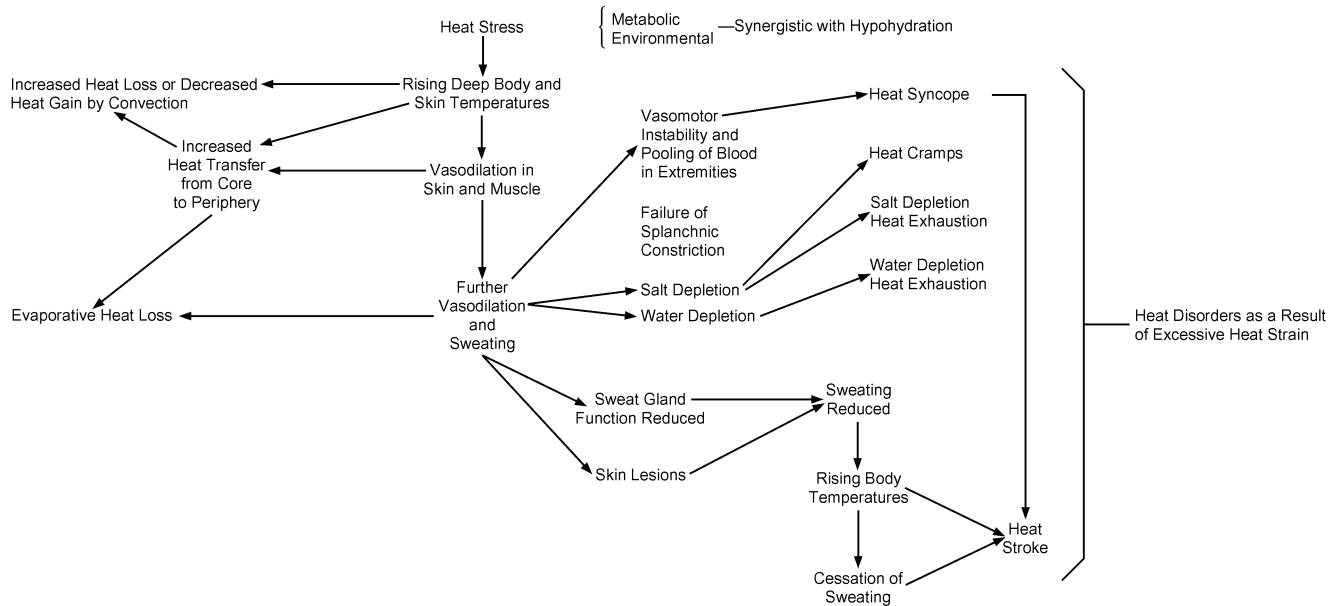 Heat Stress
Metabolic
Environmental
Synergistic with Hypohydration
Increased Heat Loss or Decreased
Heat Gain by Convection
Rising Deep Body and
Skin Temperatures
Increased
Heat Transfer
from Core
to Periphery
Vasodilation in
Skin and Muscle
Evaporative Heat Loss
Further
Vasodilation
and
Sweating
Vasomotor
Instability and
Pooling of Blood
in Extremities
Failure of
Splanchnic
Constriction
Salt Depletion
Water Depletion
Heat Syncope
Heat Cramps
Salt Depletion
Heat Exhaustion
Water Depletion
Heat Exhaustion
Sweat Gland
Function Reduced
Skin Lesions
Sweating
Reduced
Rising Body
Temperatures
Cessation of
Sweating
Heat
Stroke
Heat Disorders as a Result
of Excessive Heat Strain